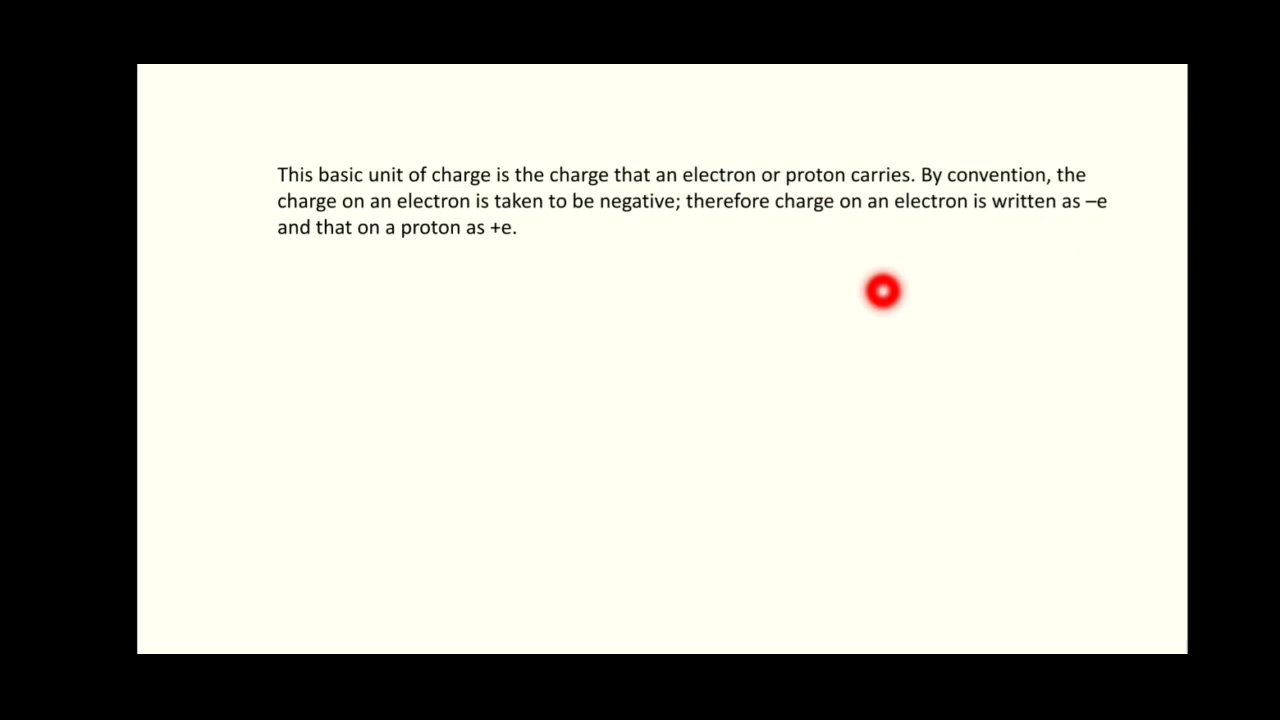 This basic unit of charge is the charge that an electron or proton carries. By convention, the
charge on an electron is taken to be negative; therefore charge on an electron is written as –e
and that on a proton as +e.